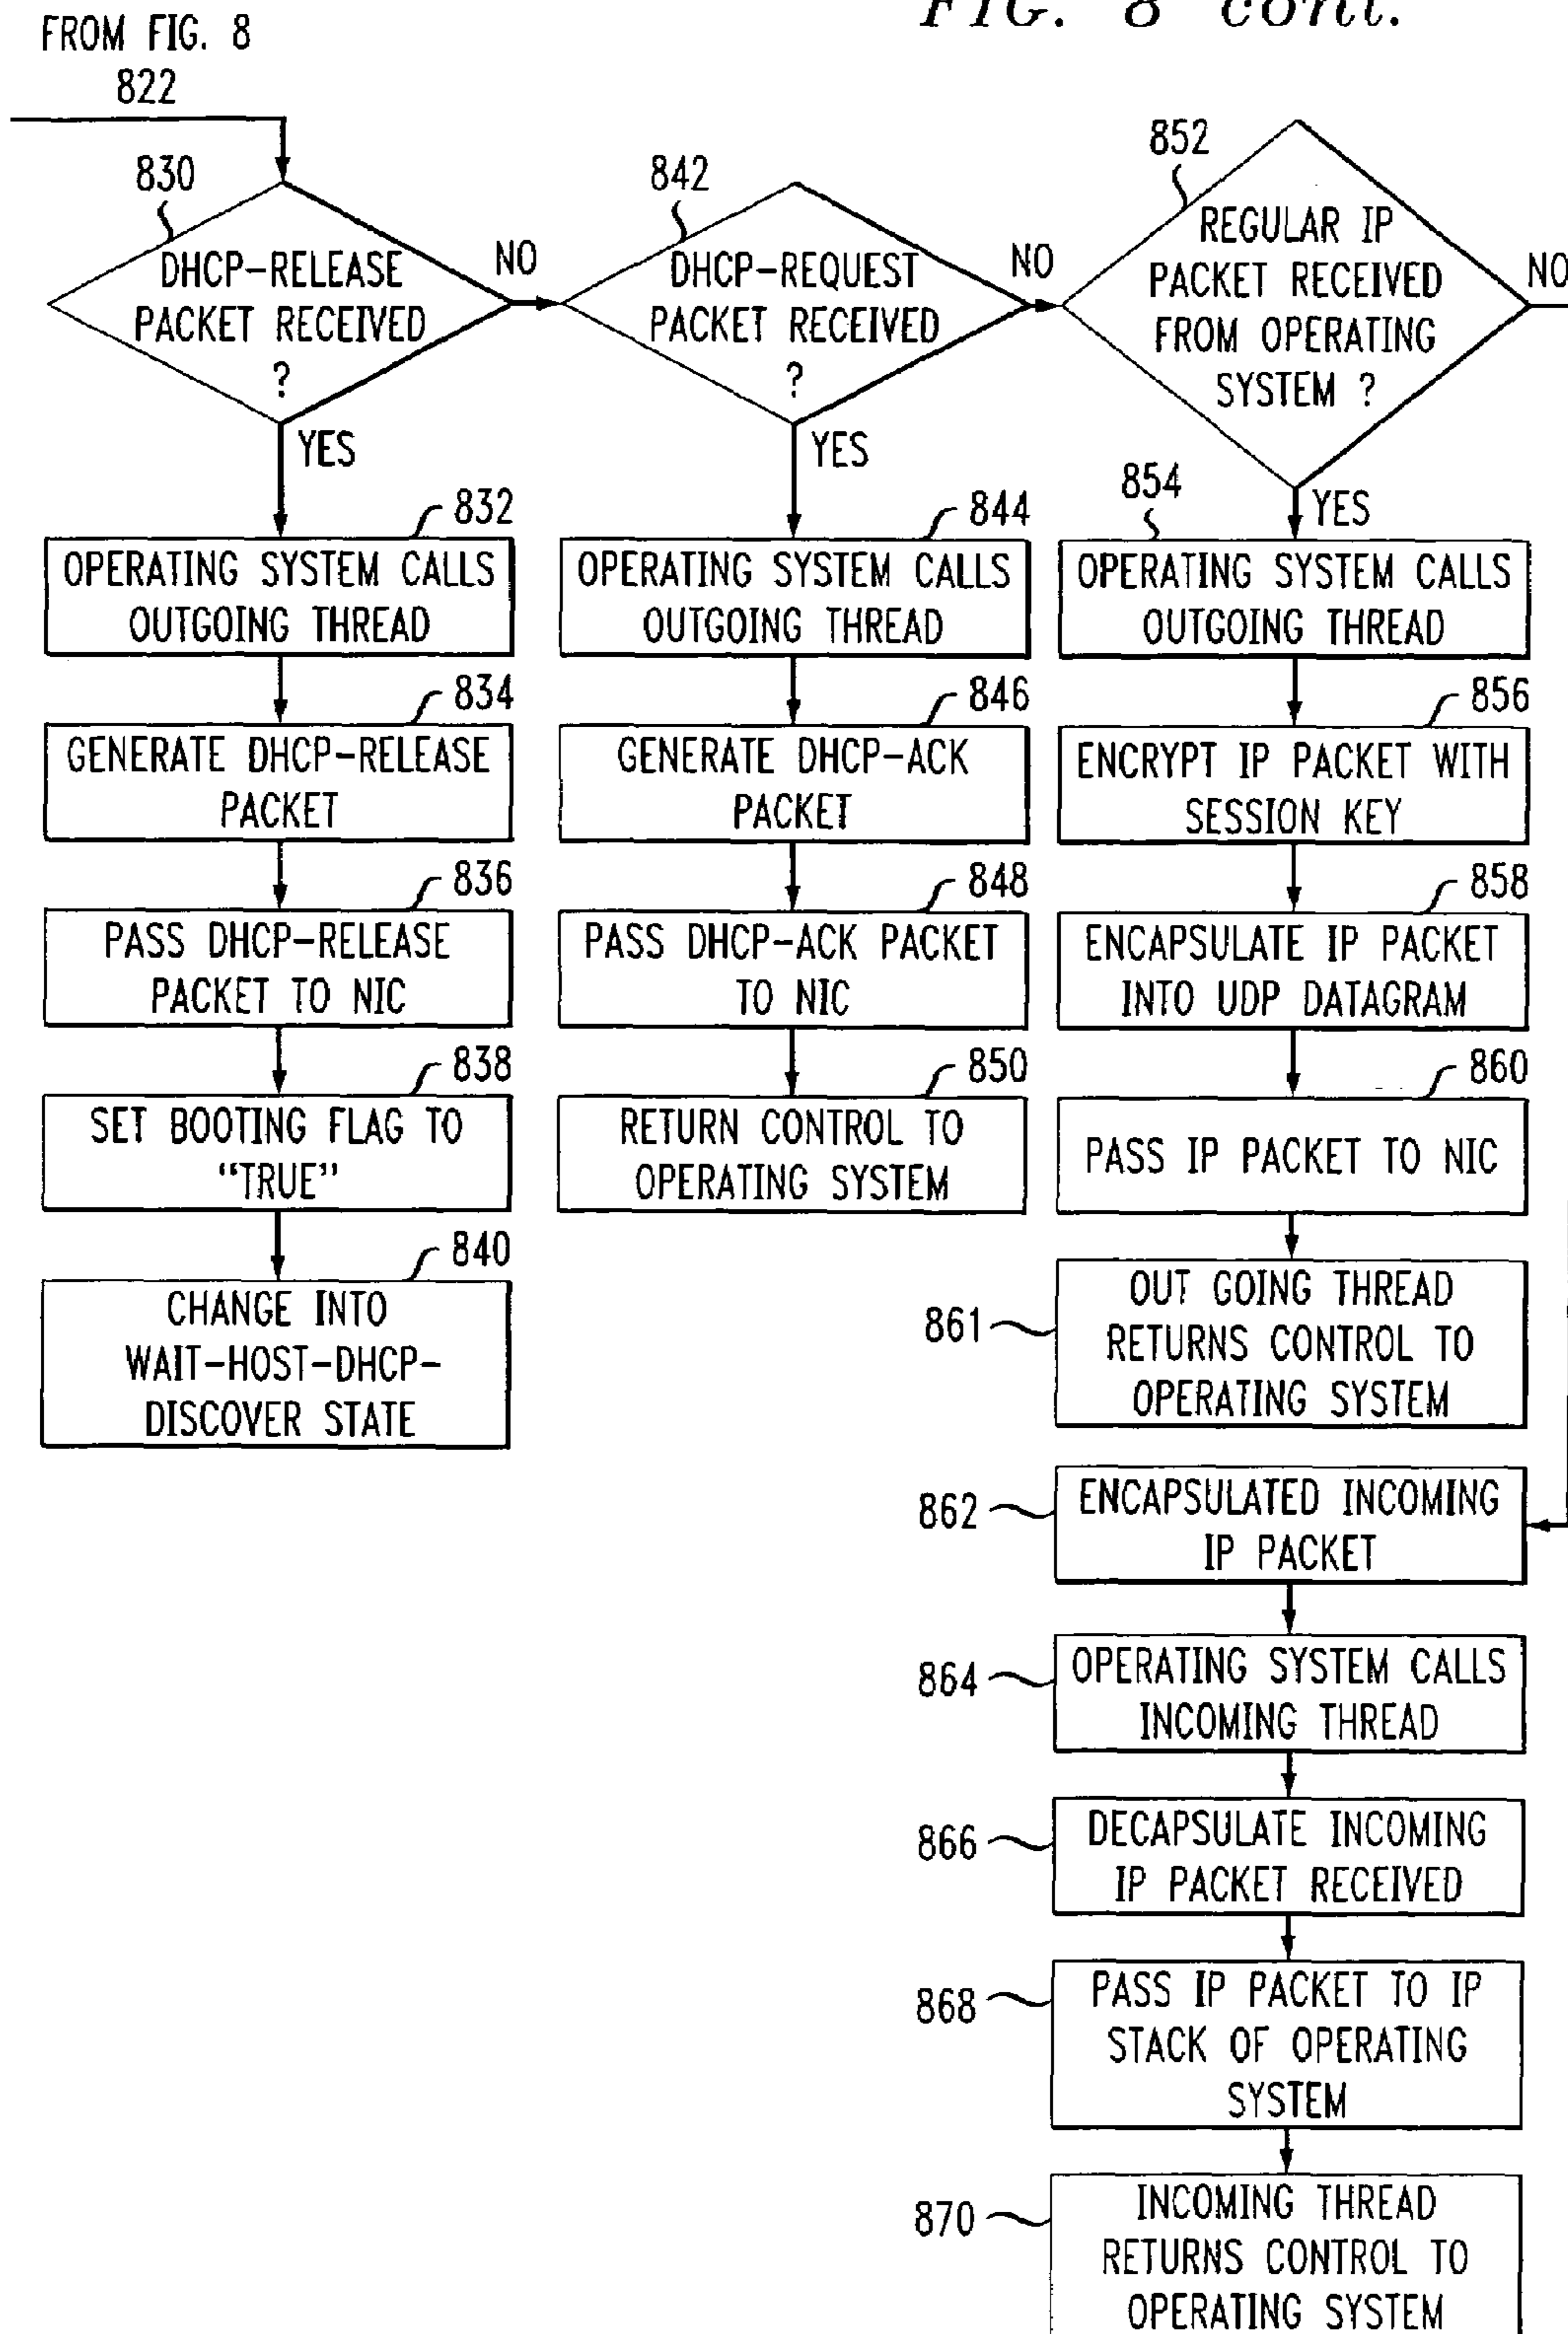 FIG. 8 cont.
FROM FIG. 8
822
830
DHCP-RELEASE
PACKET RECEIVED
?
NO
YES
832
OPERATING SYSTEM CALLS
OUTGOING THREAD
834
GENERATE DHCP-RELEASE
PACKET
836
PASS DHCP-RELEASE
PACKET TO NIC
838
SET BOOTING FLAG TO
“TRUE”
840
CHANGE INTO
WAIT-HOST-DHCP-
DISCOVER STATE
842
DHCP-REQUEST
PACKET RECEIVED
?
NO
YES
844
OPERATING SYSTEM CALLS
OUTGOING THREAD
846
GENERATE DHCP-ACK
PACKET
848
PASS DHCP-ACK PACKET
TO NIC
850
RETURN CONTROL TO
OPERATING SYSTEM
852
REGULAR IP
PACKET RECEIVED
FROM OPERATING
SYSTEM ?
NO
YES
854
OPERATING SYSTEM CALLS
OUTGOING THREAD
856
ENCRYPT IP PACKET WITH
SESSION KEY
858
ENCAPSULATE IP PACKET
INTO UDP DATAGRAM
860
PASS IP PACKET TO NIC
861
OUT GOING THREAD
RETURNS CONTROL TO
OPERATING SYSTEM
862
ENCAPSULATED INCOMING
IP PACKET
864
OPERATING SYSTEM CALLS
INCOMING THREAD
866
DECAPSULATE INCOMING
IP PACKET RECEIVED
868
PASS IP PACKET TO IP
STACK OF OPERATING
SYSTEM
870
INCOMING THREAD
RETURNS CONTROL TO
OPERATING SYSTEM